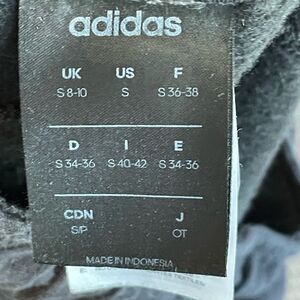 adidas
UK US F
S 8-10 S S 36-38
D I E
S 34-36 S 40-42 S 34-36
CDN J
S/P OT
MADE IN INDONESIA